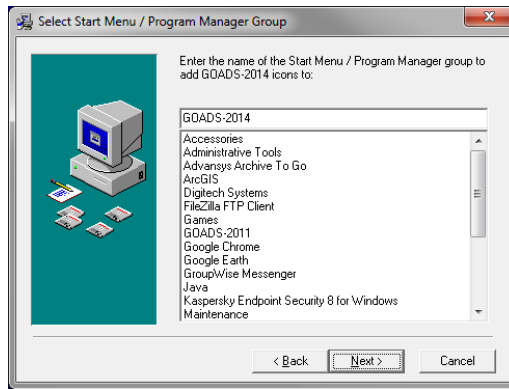 Select Start Menu / Program Manager Group
Enter the name of the Start Menu / Program Manager group to
add GOADS-2014 icons to:
GOADS-2014
Accessories
Administrative Tools
Advansys Archive To Go
ArcGIS
Digitech Systems
FileZilla FTP Client
Games
GOADS-2011
Google Chrome
Google Earth
GroupWise Messenger
Java
Kaspersky Endpoint Security 8 for Windows
Maintenance
< Back
Next >
Cancel